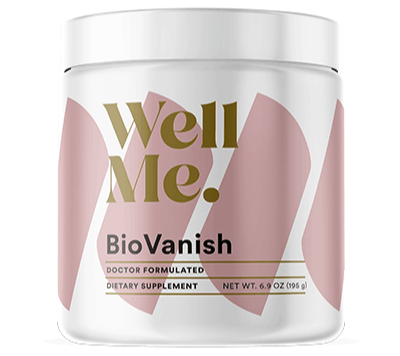 Well
Me.
BioVanish
DOCTOR FORMULATED
DIETARY SUPPLEMENT NET WT. 6.9 OZ (195 g)